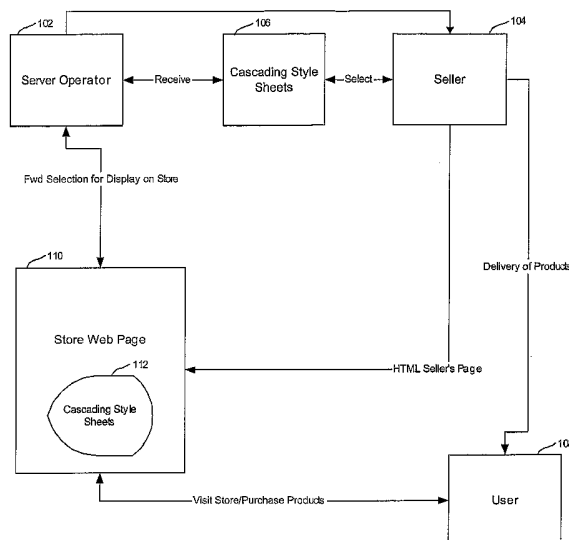 102
106
104
Server Operator
Receive
Cascading Style
Sheets
Select
Seller
Fwd Selection for Display on Store
110
Delivery of Products
Store Web Page
112
HTML Seller's Page
Cascading Style
Sheets
10
Visit Store/Purchase Products
User